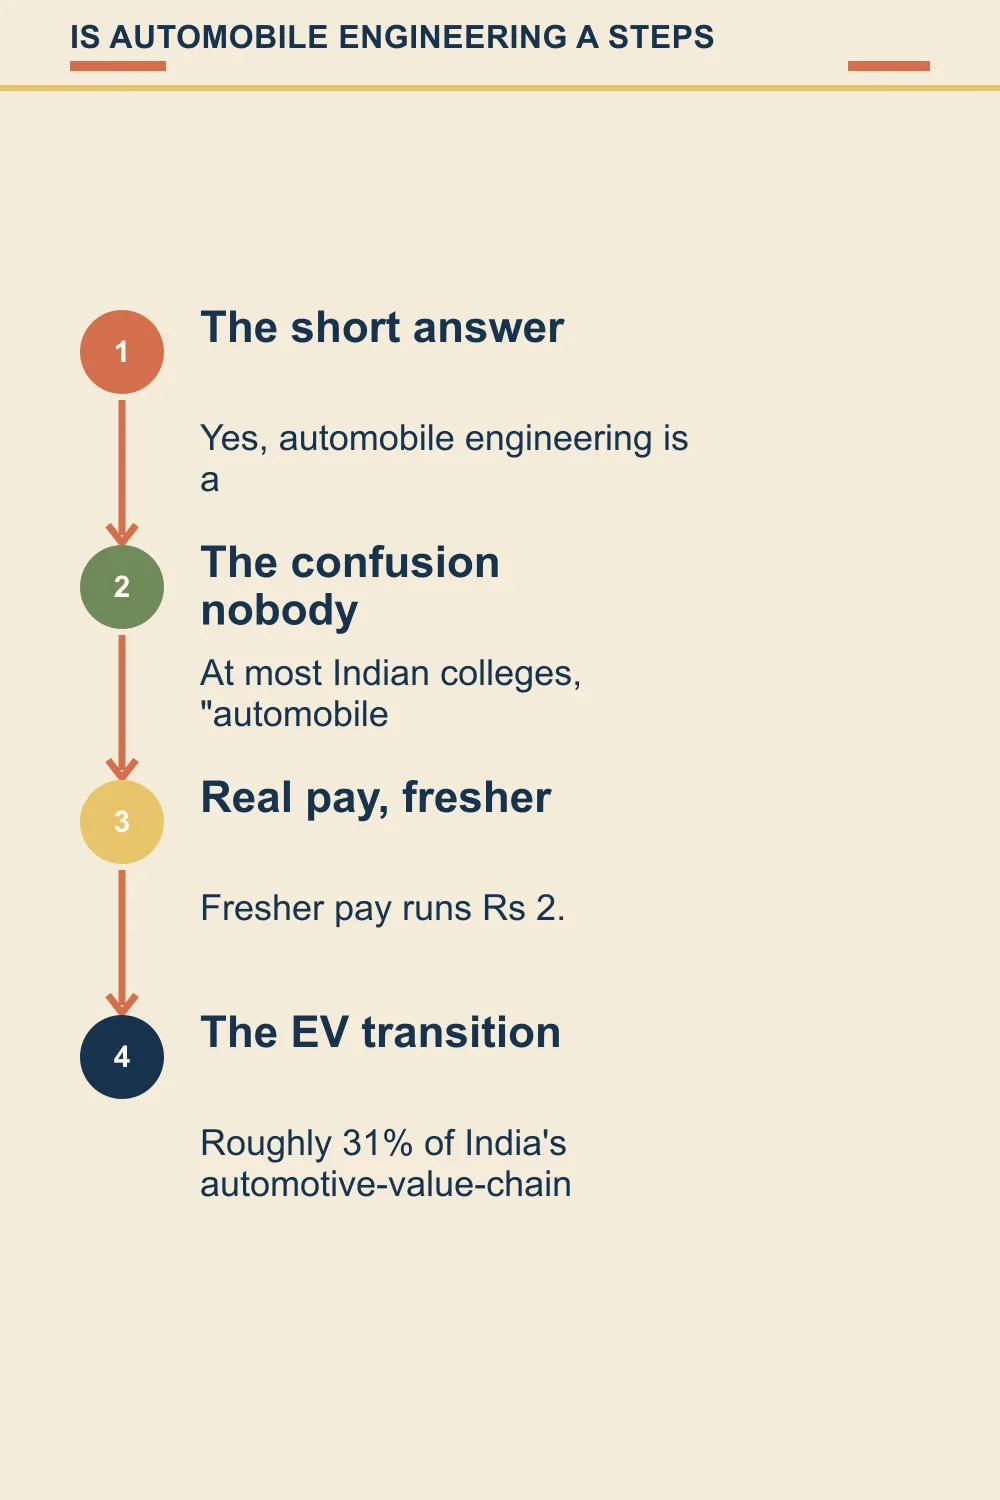 IS AUTOMOBILE ENGINEERING A STEPS
1
The short answer
Yes, automobile engineering is
a
2
The confusion
nobody
At most Indian colleges,
"automobile
3
Real pay, fresher
Fresher pay runs Rs 2.
4
The EV transition
Roughly 31% of India's
automotive-value-chain